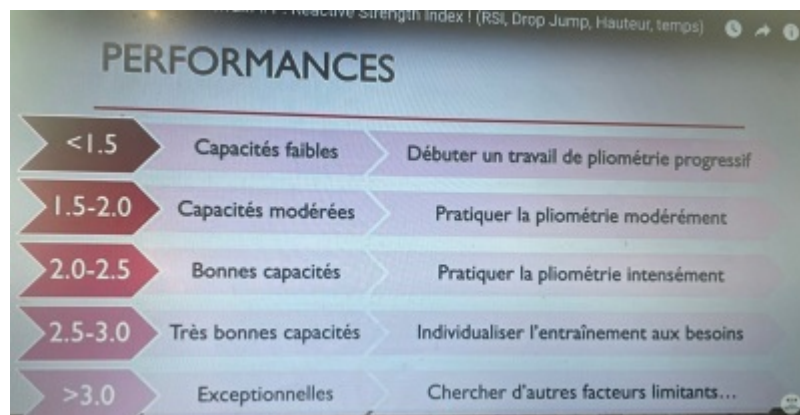 Reactive Strength Index ! (RSI, Drop Jump, Hauteur, temps)
PERFORMANCES
<1.5 Capacités faibles Débuter un travail de pliométrie progressif
1.5-2.0 Capacités modérées Pratiquer la pliométrie modérément
2.0-2.5 Bonnes capacités Pratiquer la pliométrie intensément
2.5-3.0 Très bonnes capacités Individualiser l'entraînement aux besoins
>3.0 Exceptionnelles Chercher d'autres facteurs limitants...